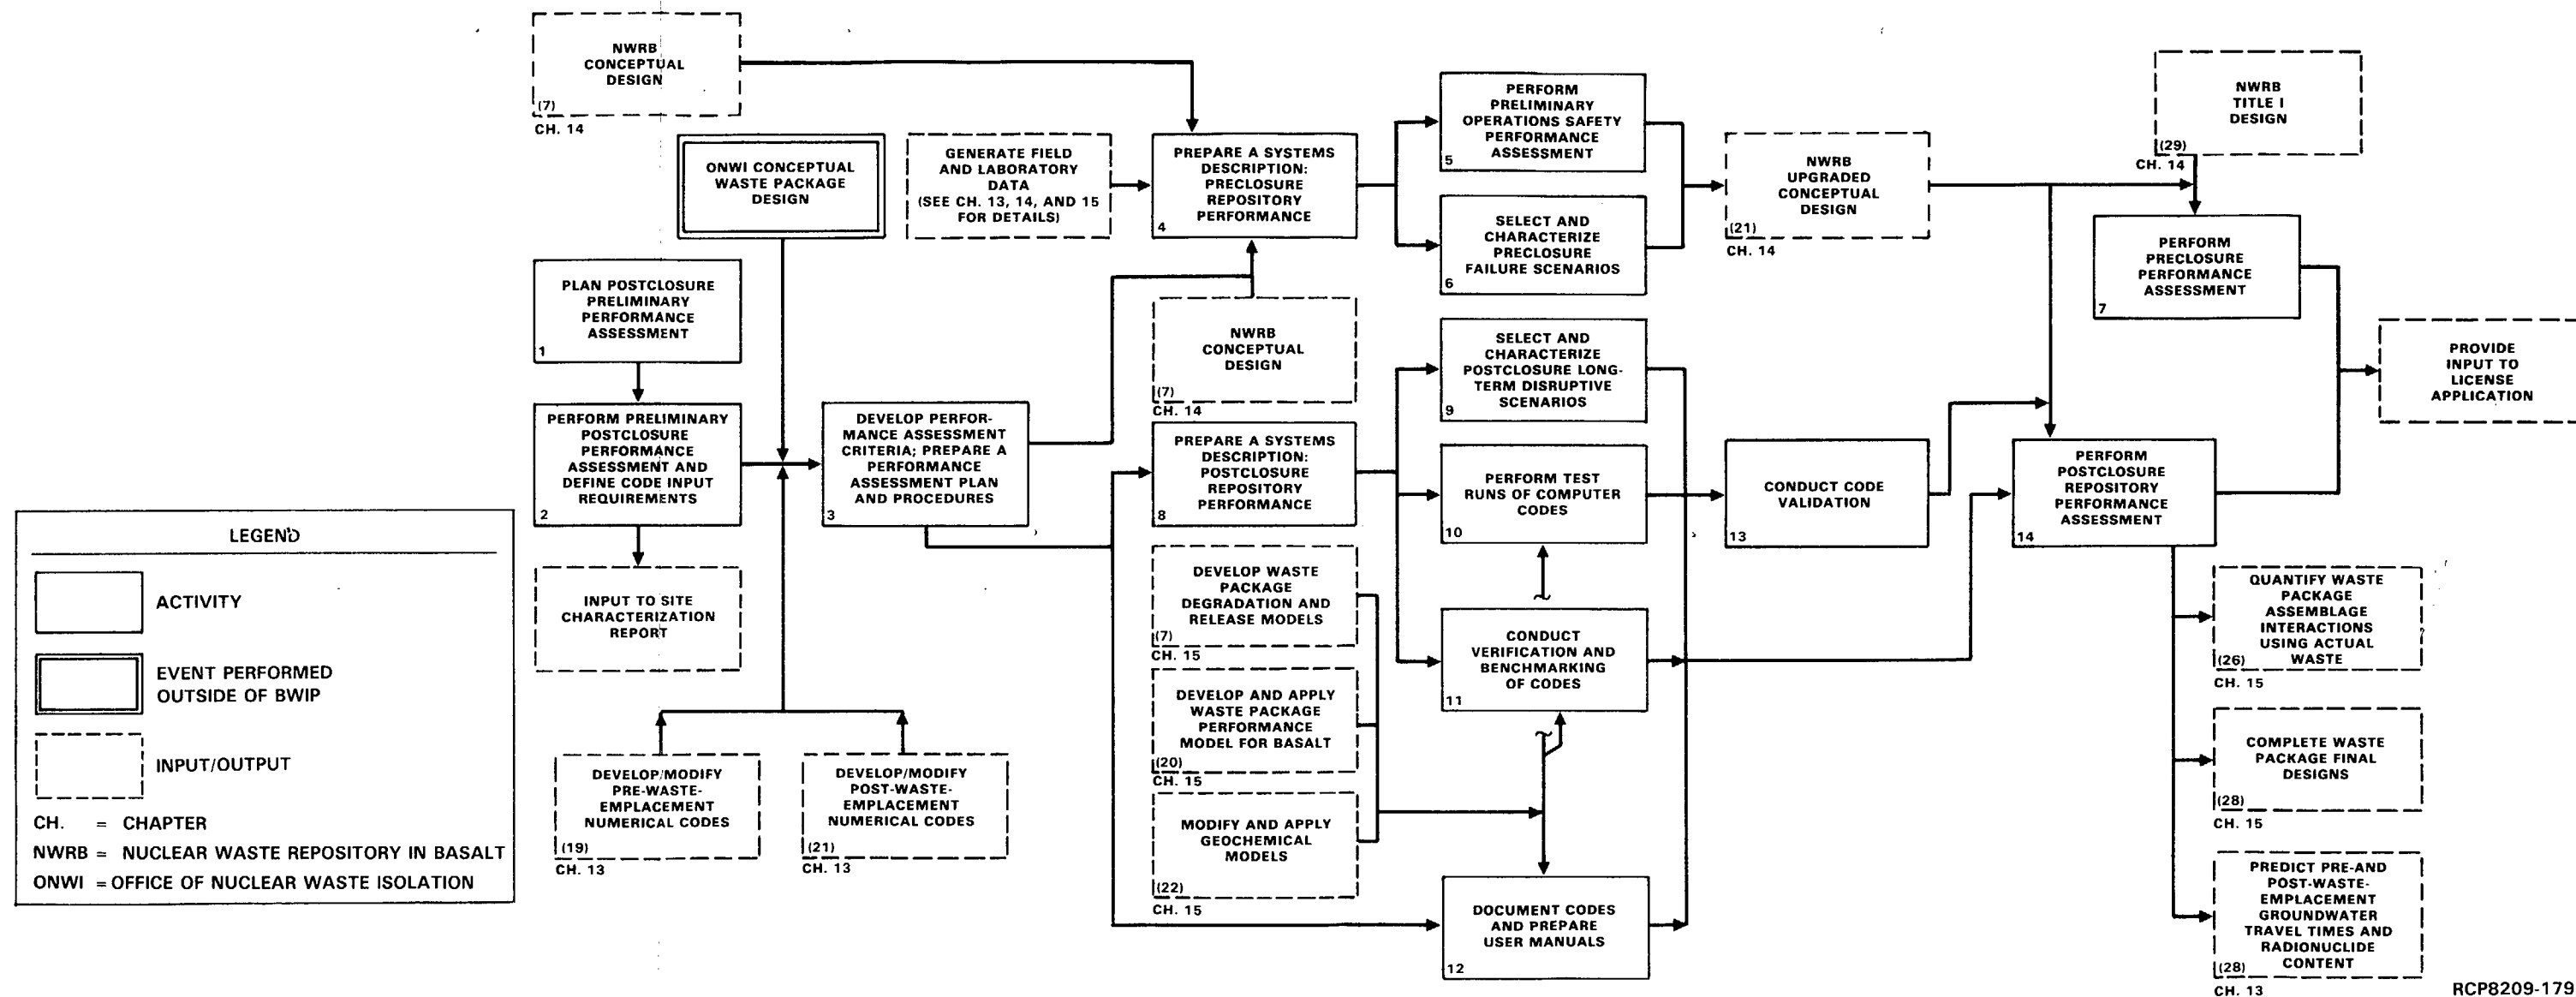 NWRB
CONCEPTUAL
DESIGN
(7)
CH. 14
ONWI CONCEPTUAL
WASTE PACKAGE
DESIGN
GENERATE FIELD
AND LABORATORY
DATA
(SEE CH. 13, 14, AND 15
FOR DETAILS)
PREPARE A SYSTEMS
DESCRIPTION:
PRECLOSURE
REPOSITORY
PERFORMANCE
4
PERFORM
PRELIMINARY
OPERATIONS SAFETY
PERFORMANCE
ASSESSMENT
5
SELECT AND
CHARACTERIZE
PRECLOSURE
FAILURE SCENARIOS
6
NWRB
UPGRADED
CONCEPTUAL
DESIGN
(21)
CH. 14
NWRB
TITLE I
DESIGN
(29)
CH. 14
PERFORM
PRECLOSURE
PERFORMANCE
ASSESSMENT
7
PLAN POSTCLOSURE
PRELIMINARY
PERFORMANCE
ASSESSMENT
1
PERFORM PRELIMINARY
POSTCLOSURE
PERFORMANCE
ASSESSMENT AND
DEFINE CODE INPUT
REQUIREMENTS
2
INPUT TO SITE
CHARACTERIZATION
REPORT
DEVELOP PERFOR-
MANCE ASSESSMENT
CRITERIA; PREPARE A
PERFORMANCE
ASSESSMENT PLAN
AND PROCEDURES
3
NWRB
CONCEPTUAL
DESIGN
(7)
CH. 14
PREPARE A SYSTEMS
DESCRIPTION:
POSTCLOSURE
REPOSITORY
PERFORMANCE
8
SELECT AND
CHARACTERIZE
POSTCLOSURE LONG-
TERM DISRUPTIVE
SCENARIOS
9
PERFORM TEST
RUNS OF COMPUTER
CODES
10
CONDUCT
VERIFICATION AND
BENCHMARKING
OF CODES
11
DOCUMENT CODES
AND PREPARE
USER MANUALS
12
CONDUCT CODE
VALIDATION
13
PERFORM
POSTCLOSURE
REPOSITORY
PERFORMANCE
ASSESSMENT
14
PROVIDE
INPUT TO
LICENSE
APPLICATION
DEVELOP WASTE
PACKAGE
DEGRADATION AND
RELEASE MODELS
(7)
CH. 15
DEVELOP AND APPLY
WASTE PACKAGE
PERFORMANCE
MODEL FOR BASALT
(20)
CH. 15
MODIFY AND APPLY
GEOCHEMICAL
MODELS
(22)
CH. 15
DEVELOP/MODIFY
PRE-WASTE-
EMPLACEMENT
NUMERICAL CODES
(19)
CH. 13
DEVELOP/MODIFY
POST-WASTE-
EMPLACEMENT
NUMERICAL CODES
(21)
CH. 13
QUANTIFY WASTE
PACKAGE
ASSEMBLAGE
INTERACTIONS
USING ACTUAL
WASTE
(26)
CH. 15
COMPLETE WASTE
PACKAGE FINAL
DESIGNS
(28)
CH. 15
PREDICT PRE-AND
POST-WASTE-
EMPLACEMENT
GROUNDWATER
TRAVEL TIMES AND
RADIONUCLIDE
CONTENT
(28)
CH. 13
LEGEND
ACTIVITY
EVENT PERFORMED
OUTSIDE OF BWIP
INPUT/OUTPUT
CH. = CHAPTER
NWRB = NUCLEAR WASTE REPOSITORY IN BASALT
ONWI = OFFICE OF NUCLEAR WASTE ISOLATION
RCP8209-179